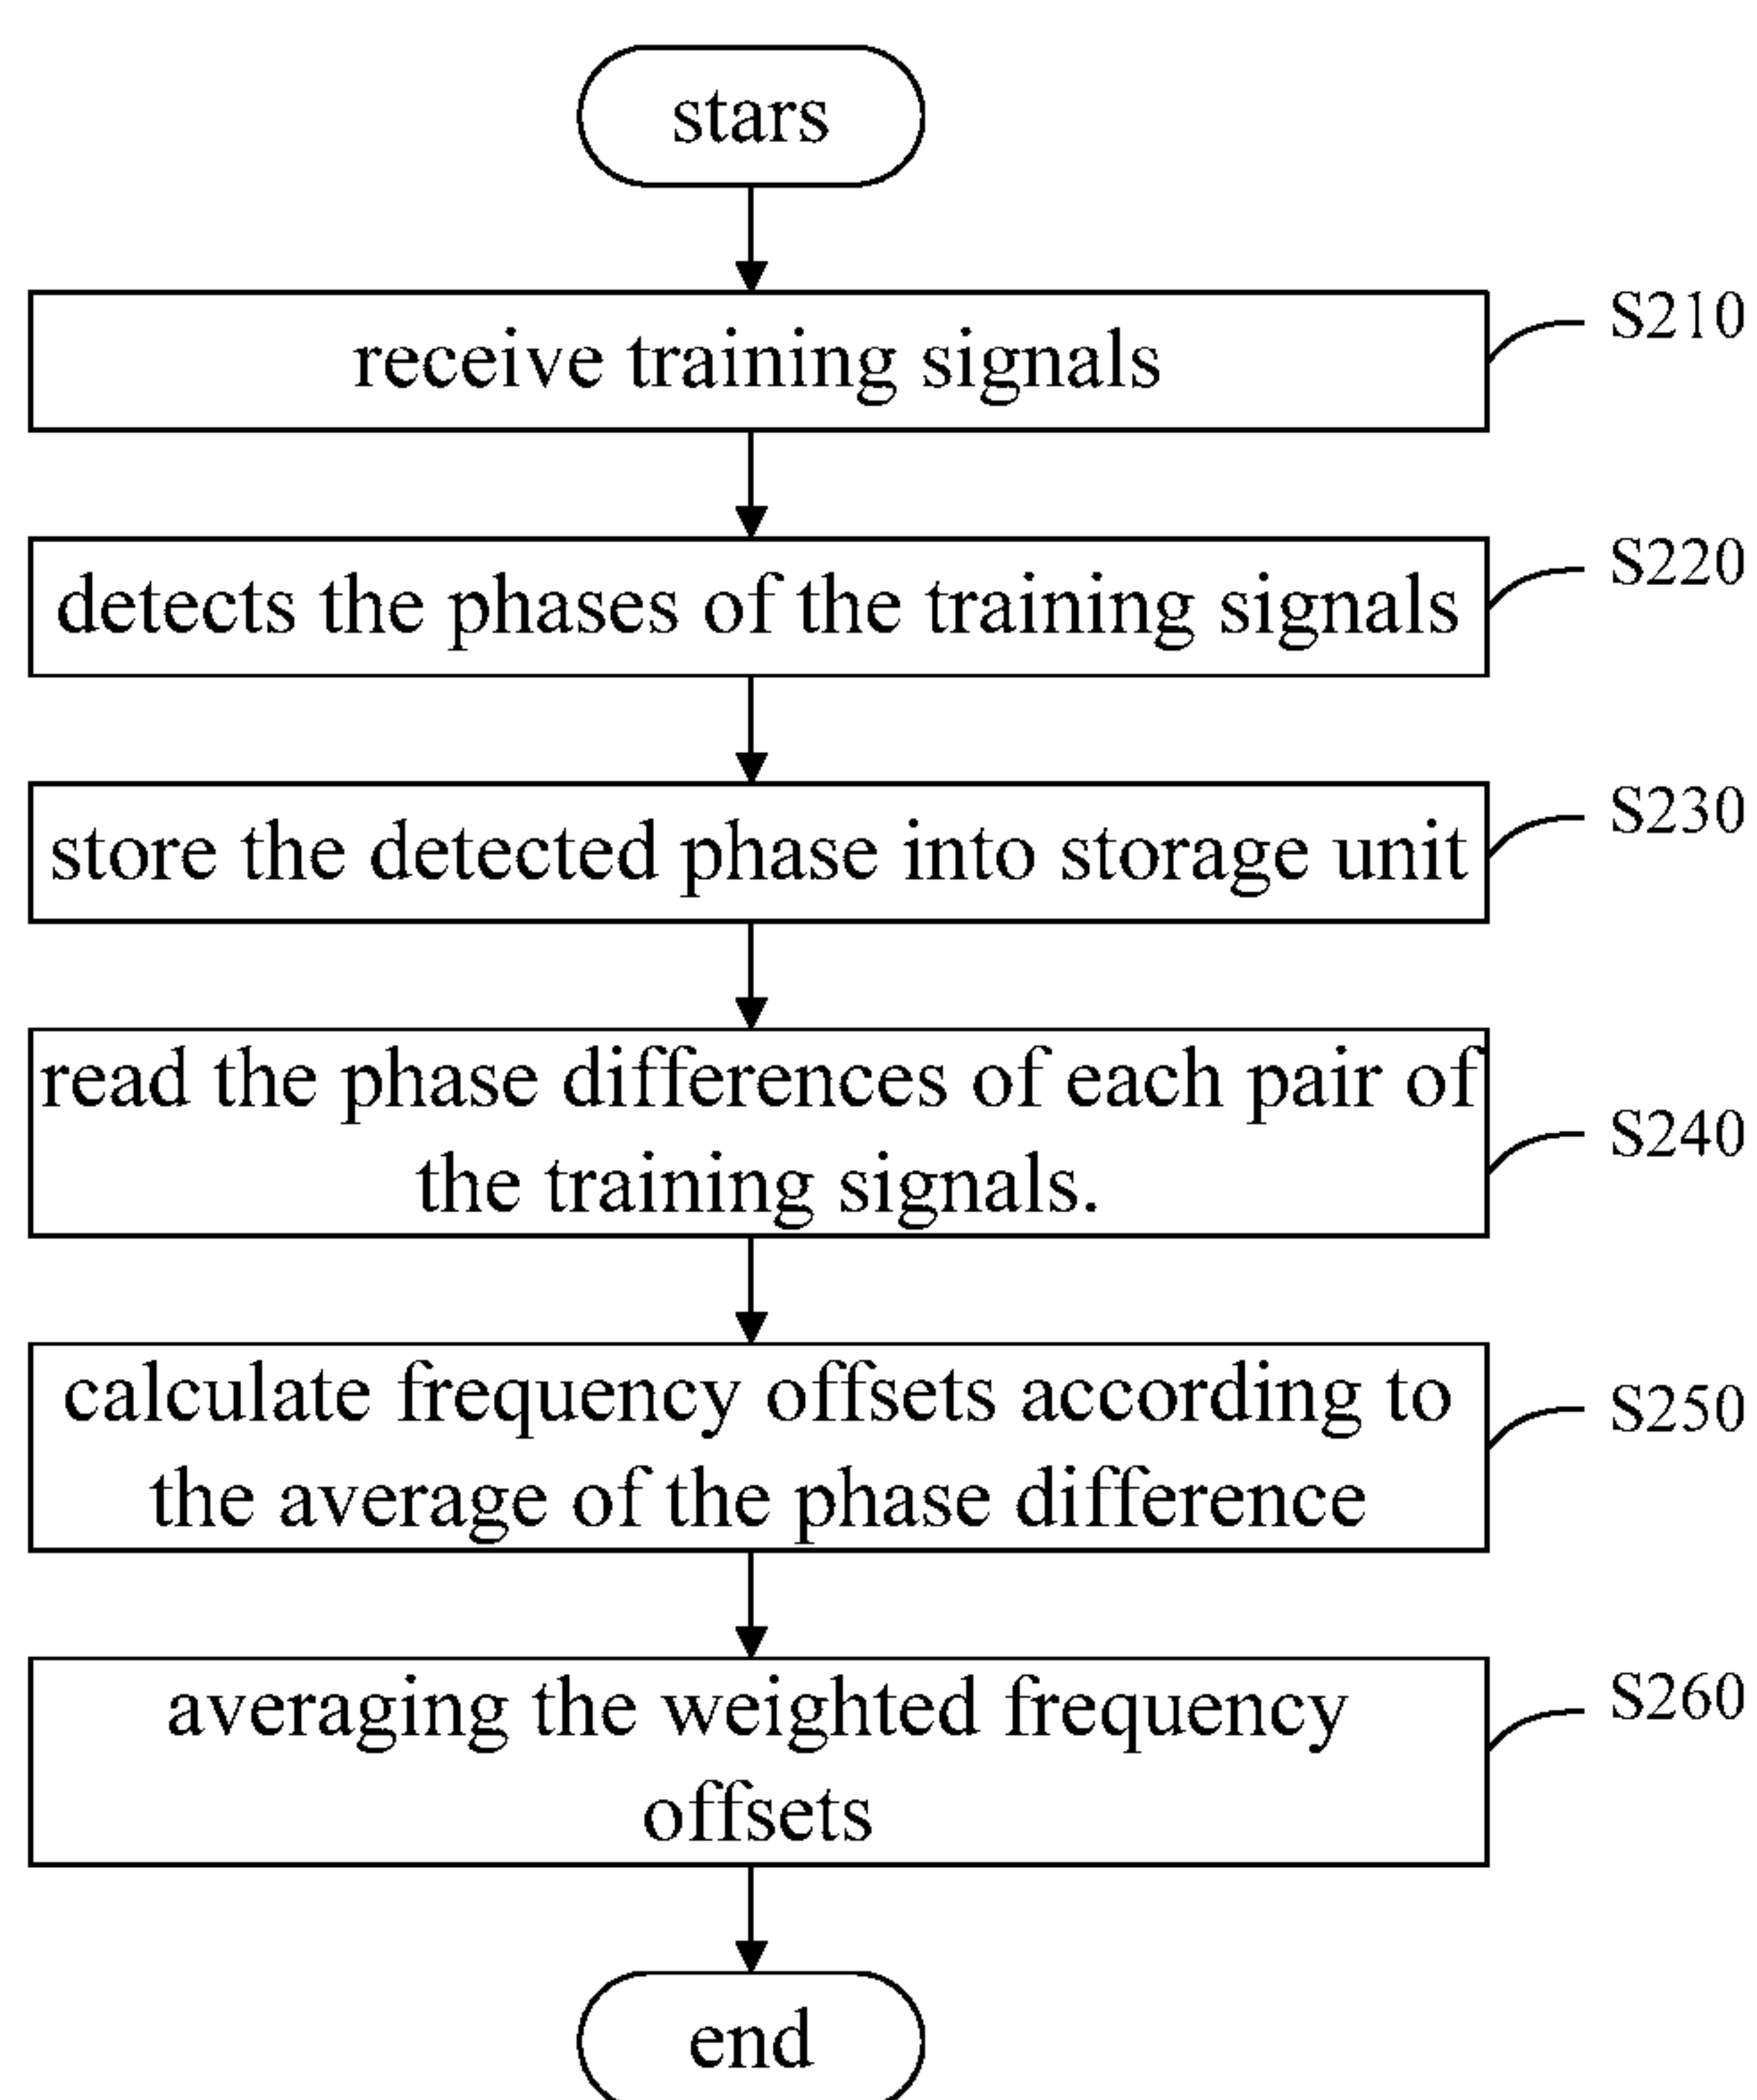 stars
receive training signals
S210
detects the phases of the training signals
S220
store the detected phase into storage unit
S230
read the phase differences of each pair of
the training signals.
S240
calculate frequency offsets according to
the average of the phase difference
S250
averaging the weighted frequency
offsets
S260
end